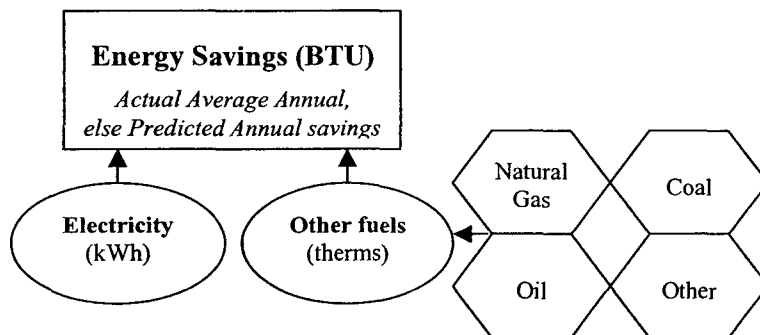 Energy Savings (BTU)
Actual Average Annual,
else Predicted Annual savings
Electricity
(kWh)
Other fuels
(therms)
Natural
Gas
Coal
Oil
Other